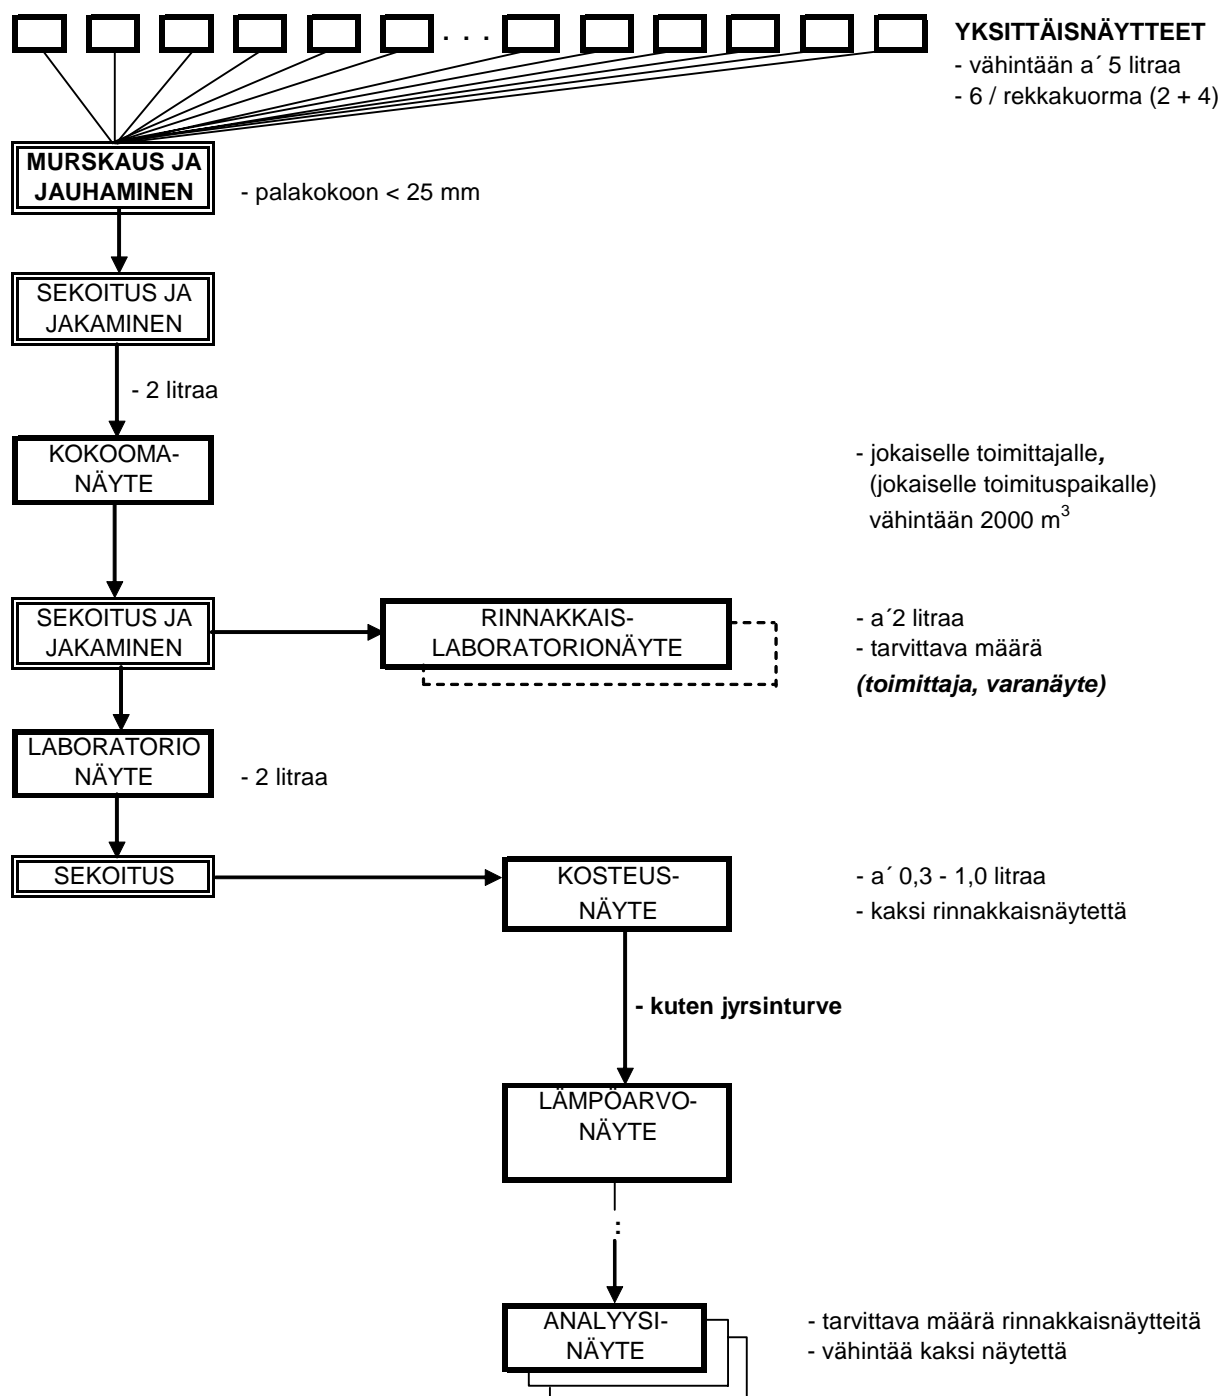 . . .
YKSITTÄISNÄYTTEET
- vähintään a´ 5 litraa
- 6 / rekkakuorma (2 + 4)
MURSKAUS JA
JAUHAMINEN
- palakokoon < 25 mm
SEKOITUS JA
JAKAMINEN
- 2 litraa
KOKOOMA-
NÄYTE
- jokaiselle toimittajalle,
(jokaiselle toimituspaikalle)
vähintään 2000 m³
SEKOITUS JA
JAKAMINEN
RINNAKKAIS-
LABORATORIONÄYTE
- a´2 litraa
- tarvittava määrä
(toimittaja, varanäyte)
LABORATORIO
NÄYTE
- 2 litraa
SEKOITUS
KOSTEUS-
NÄYTE
- a´ 0,3 - 1,0 litraa
- kaksi rinnakkaisnäytettä
- kuten jyrsinturve
LÄMPÖARVO-
NÄYTE
:
ANALYYSI-
NÄYTE
- tarvittava määrä rinnakkaisnäytteitä
- vähintää kaksi näytettä